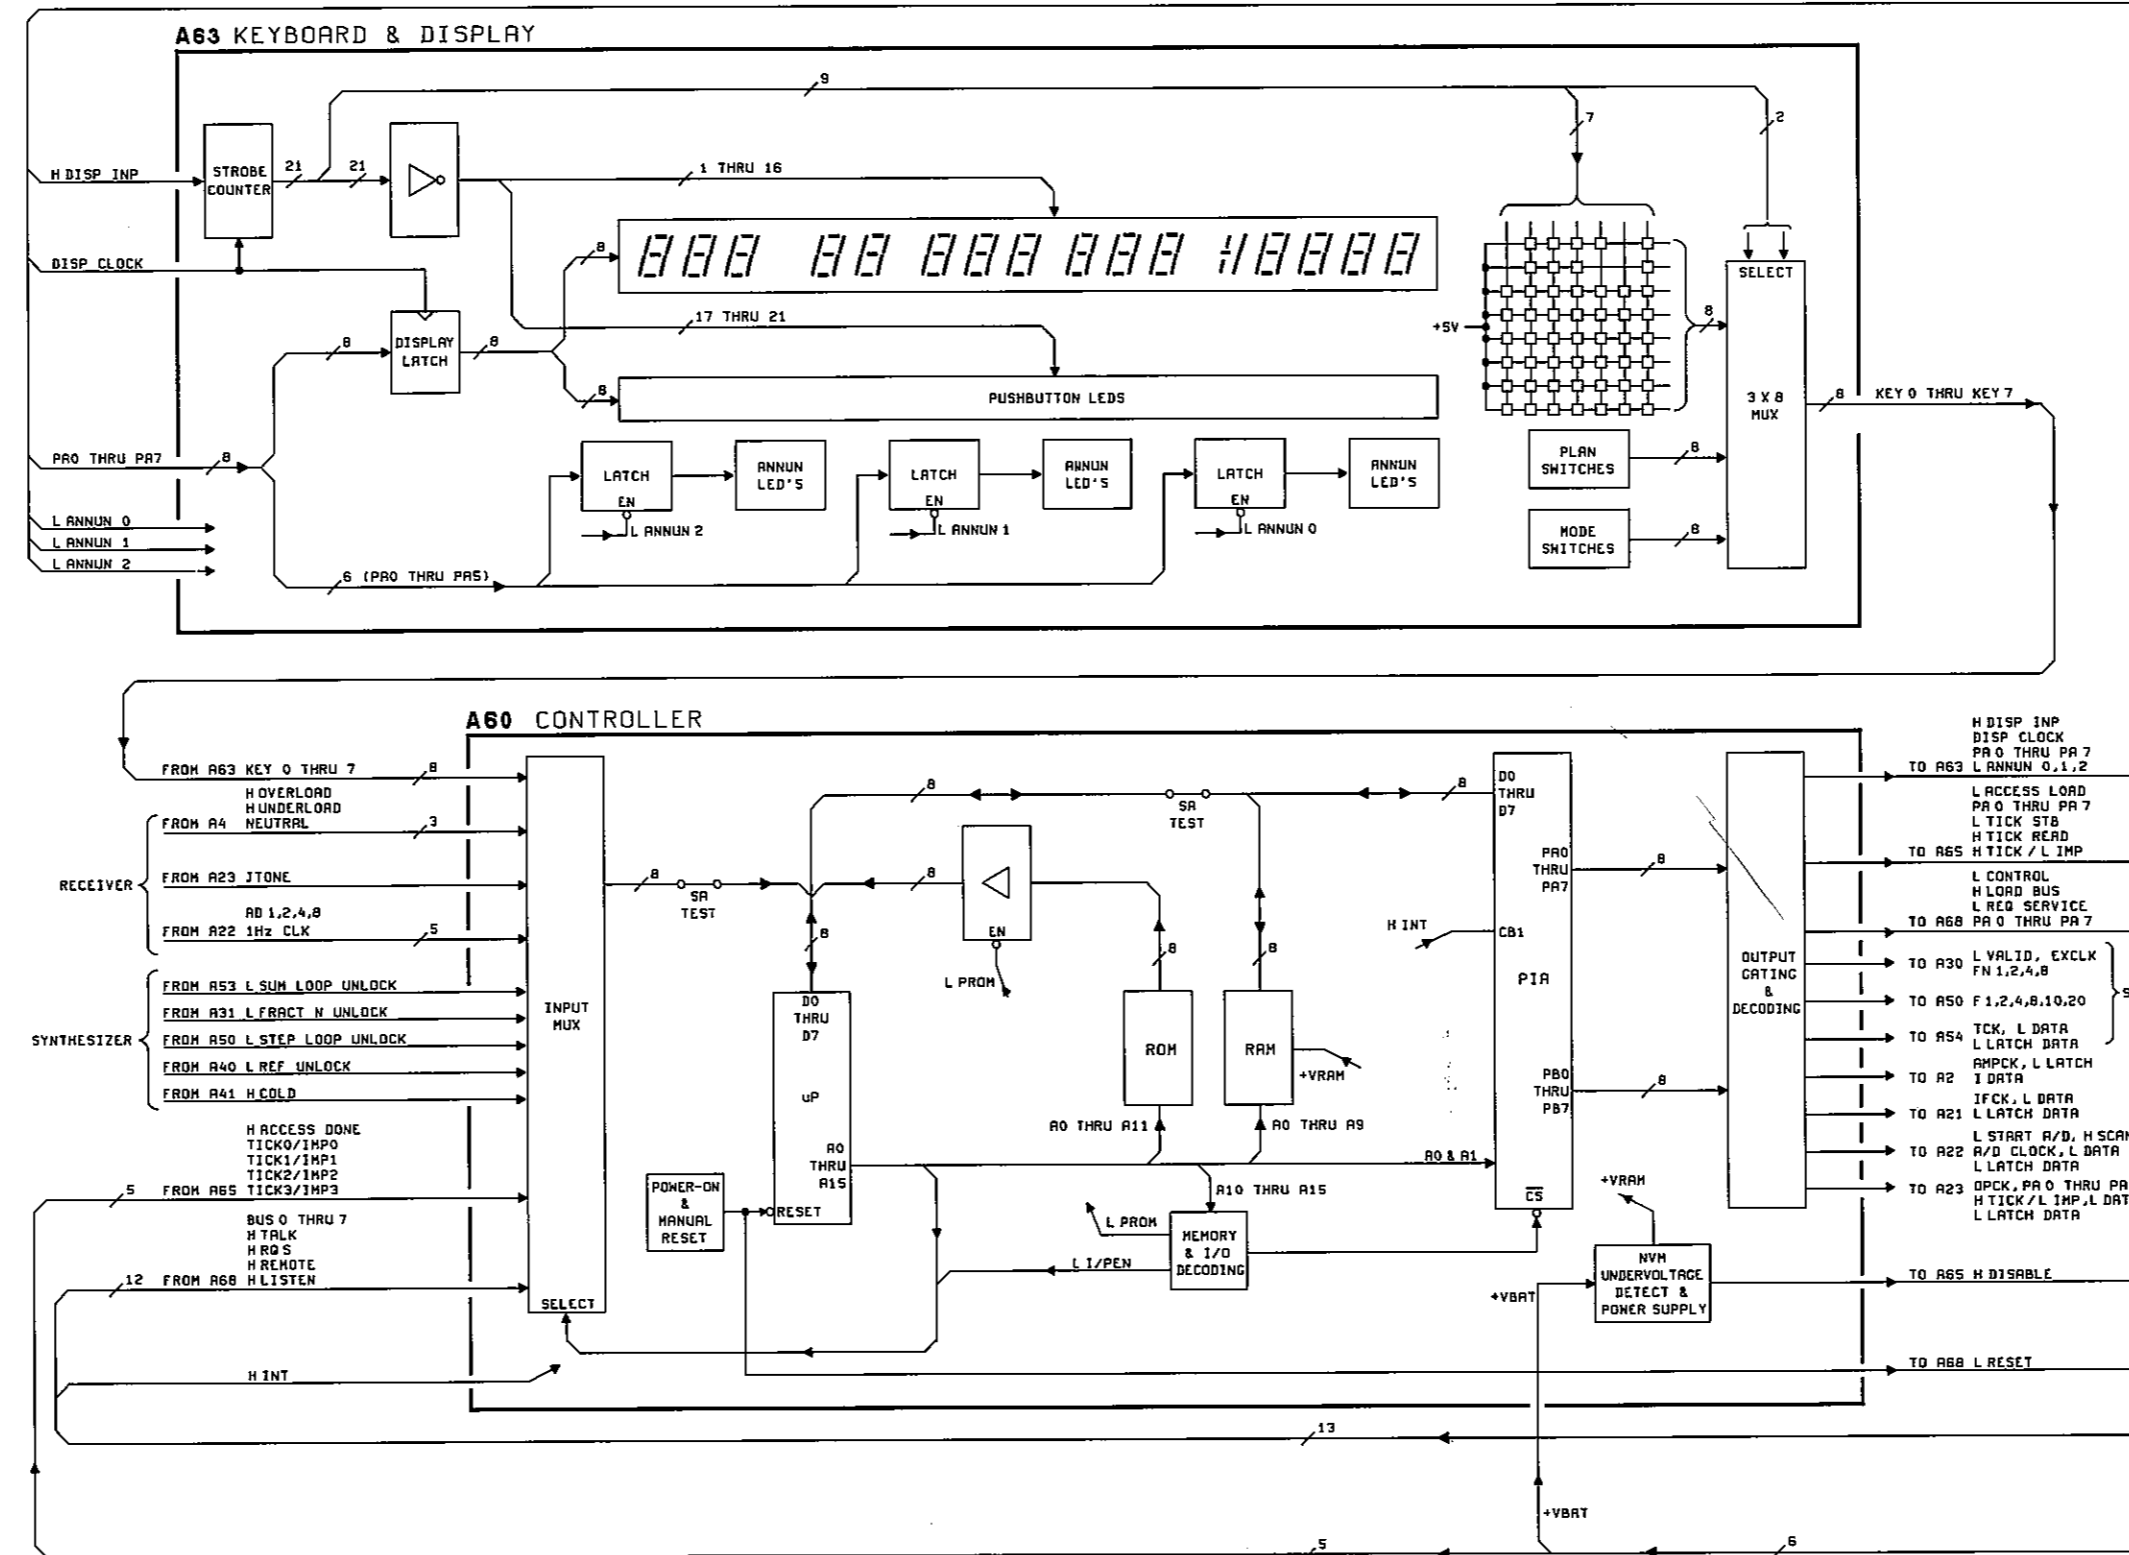 A63 KEYBOARD & DISPLAY
9
7
2
H DISP INP
STROBE
COUNTER
21
21
1 THRU 16
8
DISP CLOCK
SELECT
17 THRU 21
+5V
8
8
DISPLAY
LATCH
8
8
PUSHBUTTON LEDS
3 X 8
MUX
8
KEY 0 THRU KEY 7
PA0 THRU PA7
8
LATCH
EN
ANNUN
LED'S
LATCH
EN
ANNUN
LED'S
LATCH
EN
ANNUN
LED'S
PLAN
SWITCHES
8
L ANNUN 0
L ANNUN 1
L ANNUN 2
L ANNUN 2
L ANNUN 1
L ANNUN 0
MODE
SWITCHES
8
6 (PA0 THRU PA5)
A60 CONTROLLER
FROM A63 KEY 0 THRU 7
8
H OVERLOAD
H UNDERLOAD
FROM A4 NEUTRAL
3
RECEIVER
FROM A23 JTONE
AD 1,2,4,8
FROM A22 1Hz CLK
5
SYNTHESIZER
FROM A53 L SUM LOOP UNLOCK
FROM A31 L FRACT N UNLOCK
FROM A50 L STEP LOOP UNLOCK
FROM A40 L REF UNLOCK
FROM A41 H COLD
H ACCESS DONE
TICK0/IMP0
TICK1/IMP1
TICK2/IMP2
5
FROM A65 TICK3/IMP3
BUS 0 THRU 7
H TALK
H RQS
H REMOTE
12
FROM A68 H LISTEN
H INT
INPUT
MUX
SELECT
8
SA
TEST
8
SA
TEST
8
8
8
EN
L PROM
D0
THRU
D7
uP
A0
THRU
A15
RESET
POWER-ON
&
MANUAL
RESET
8
ROM
8
RAM
+VRAM
A0 THRU A11
A0 THRU A9
A0 & A1
A10 THRU A15
L PROM
L I/PEN
MEMORY
& I/O
DECODING
D0
THRU
D7
PA0
THRU
PA7
8
H INT
CB1
PIA
PB0
THRU
PB7
8
CS
OUTPUT
GATING
&
DECODING
+VRAM
NVM
UNDERVOLTAGE
DETECT &
POWER SUPPLY
+VBAT
H DISP INP
DISP CLOCK
PA 0 THRU PA 7
TO A63 L ANNUN 0,1,2
L ACCESS LOAD
PA 0 THRU PA 7
L TICK STB
H TICK READ
TO A65 H TICK / L IMP
L CONTROL
H LOAD BUS
L REQ SERVICE
TO A68 PA 0 THRU PA 7
TO A30 L VALID, EXCLK
FN 1,2,4,8
S
TO A50 F 1,2,4,8,10,20
TO A54 TCK, L DATA
L LATCH DATA
TO A2 AMPCK, L LATCH
I DATA
IFCK, L DATA
TO A21 L LATCH DATA
L START A/D, H SCAN
TO A22 A/D CLOCK, L DATA
L LATCH DATA
TO A23 OPCK, PA 0 THRU PA
H TICK/L IMP, L DAT
L LATCH DATA
TO A65 H DISABLE
TO A68 L RESET
13
+VBAT
5
6